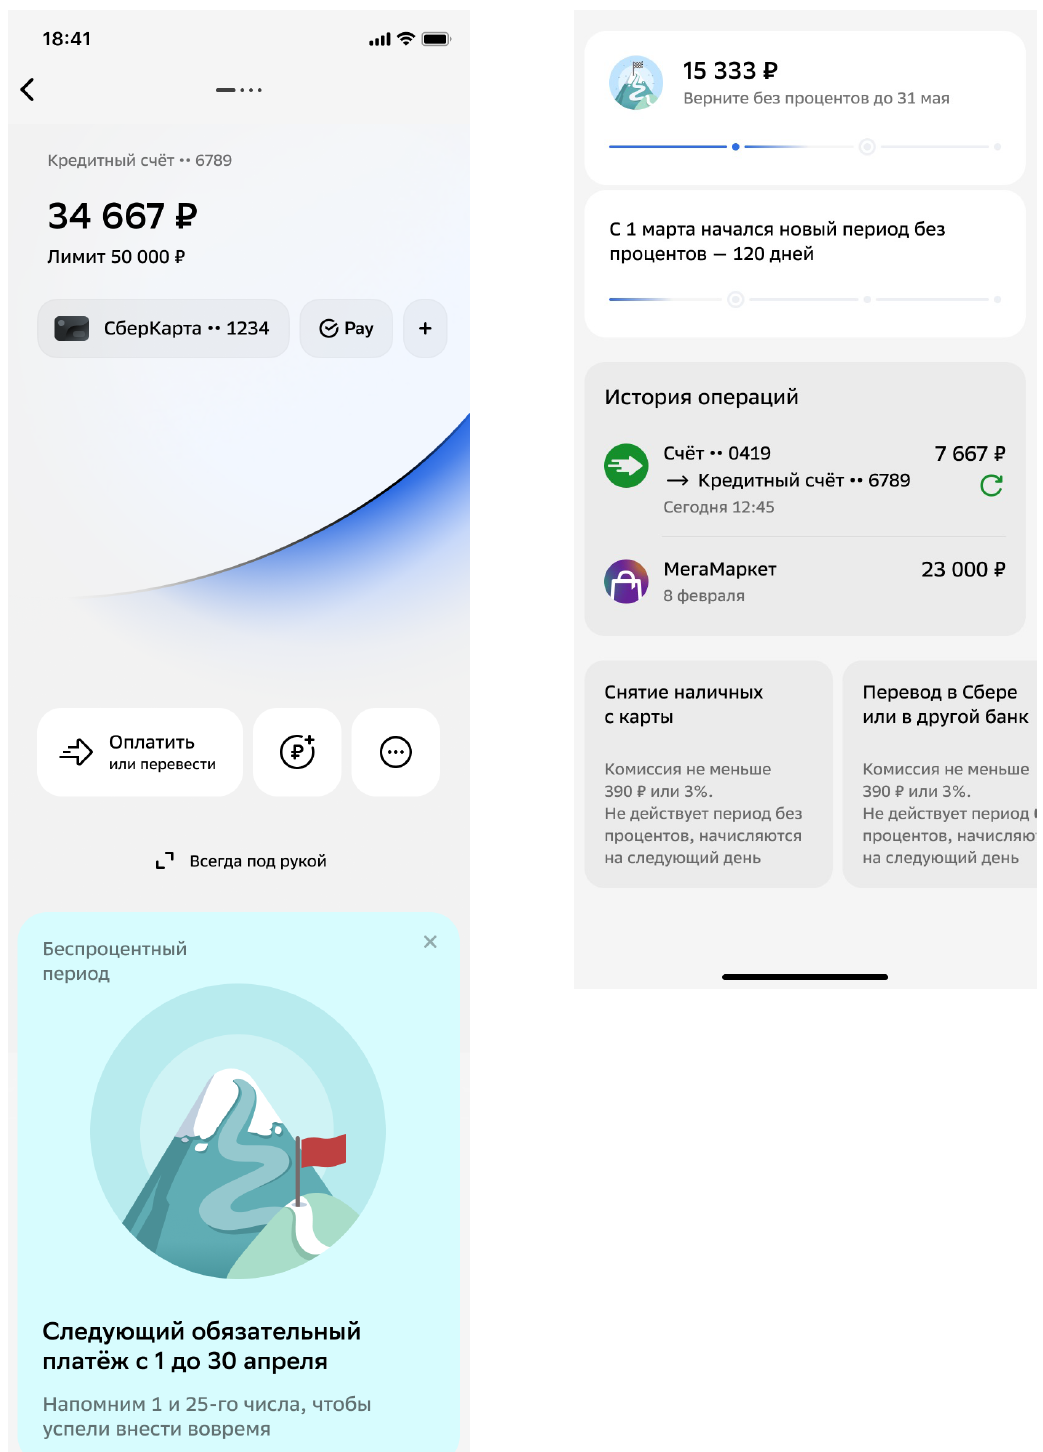 18:41
Кредитный счёт •• 6789
34 667 ₽
Лимит 50 000 ₽
СберКарта •• 1234
Pay
+
Оплатить
или перевести
Всегда под рукой
Беспроцентный
период
Следующий обязательный
платёж с 1 до 30 апреля
Напомним 1 и 25-го числа, чтобы
успели внести вовремя
15 333 ₽
Верните без процентов до 31 мая
С 1 марта начался новый период без
процентов — 120 дней
История операций
Счёт •• 0419
7 667 ₽
→ Кредитный счёт •• 6789
Сегодня 12:45
МегаМаркет
23 000 ₽
8 февраля
Снятие наличных
с карты
Комиссия не меньше
390 ₽ или 3%.
Не действует период без
процентов, начисляются
на следующий день
Перевод в Сбере
или в другой банк
Комиссия не меньше
390 ₽ или 3%.
Не действует период
процентов, начисляют
на следующий день